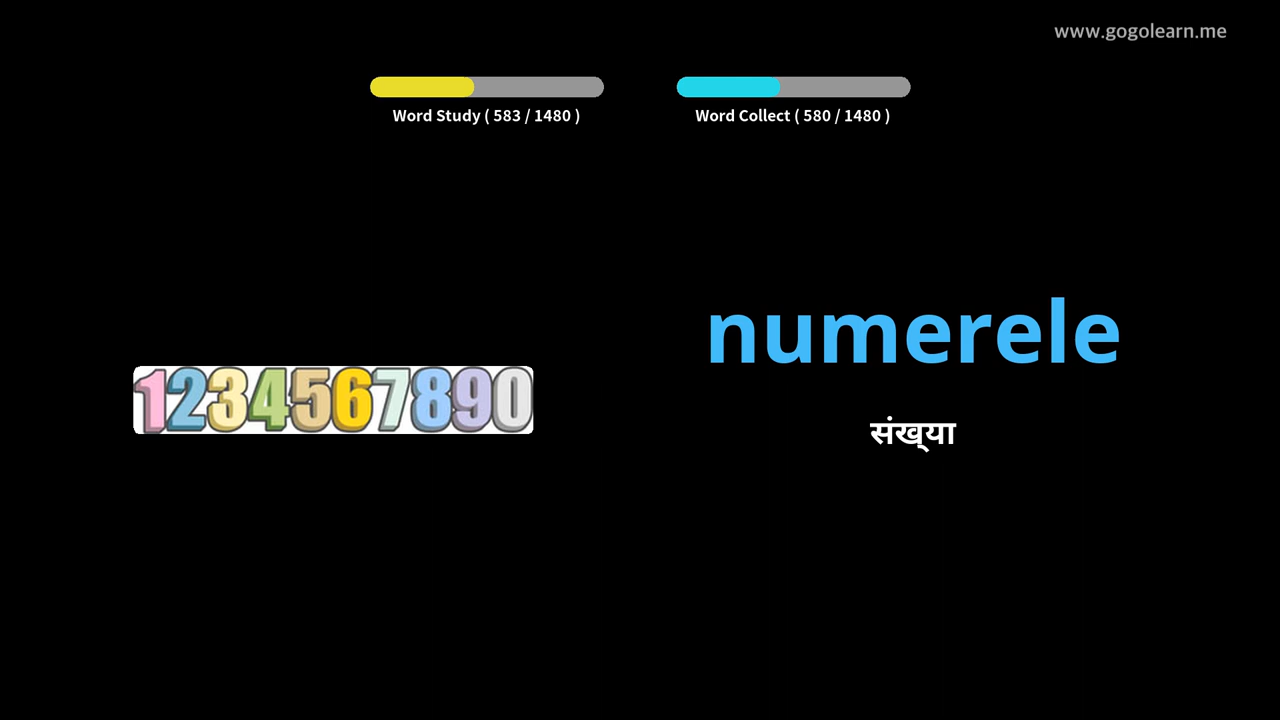 www.gogolearn.me
Word Study ( 583 / 1480 )
Word Collect ( 580 / 1480 )
numerele
1234567890
संख्या